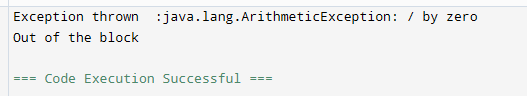 Exception thrown  :java.lang.ArithmeticException: / by zero
Out of the block
=== Code Execution Successful ===